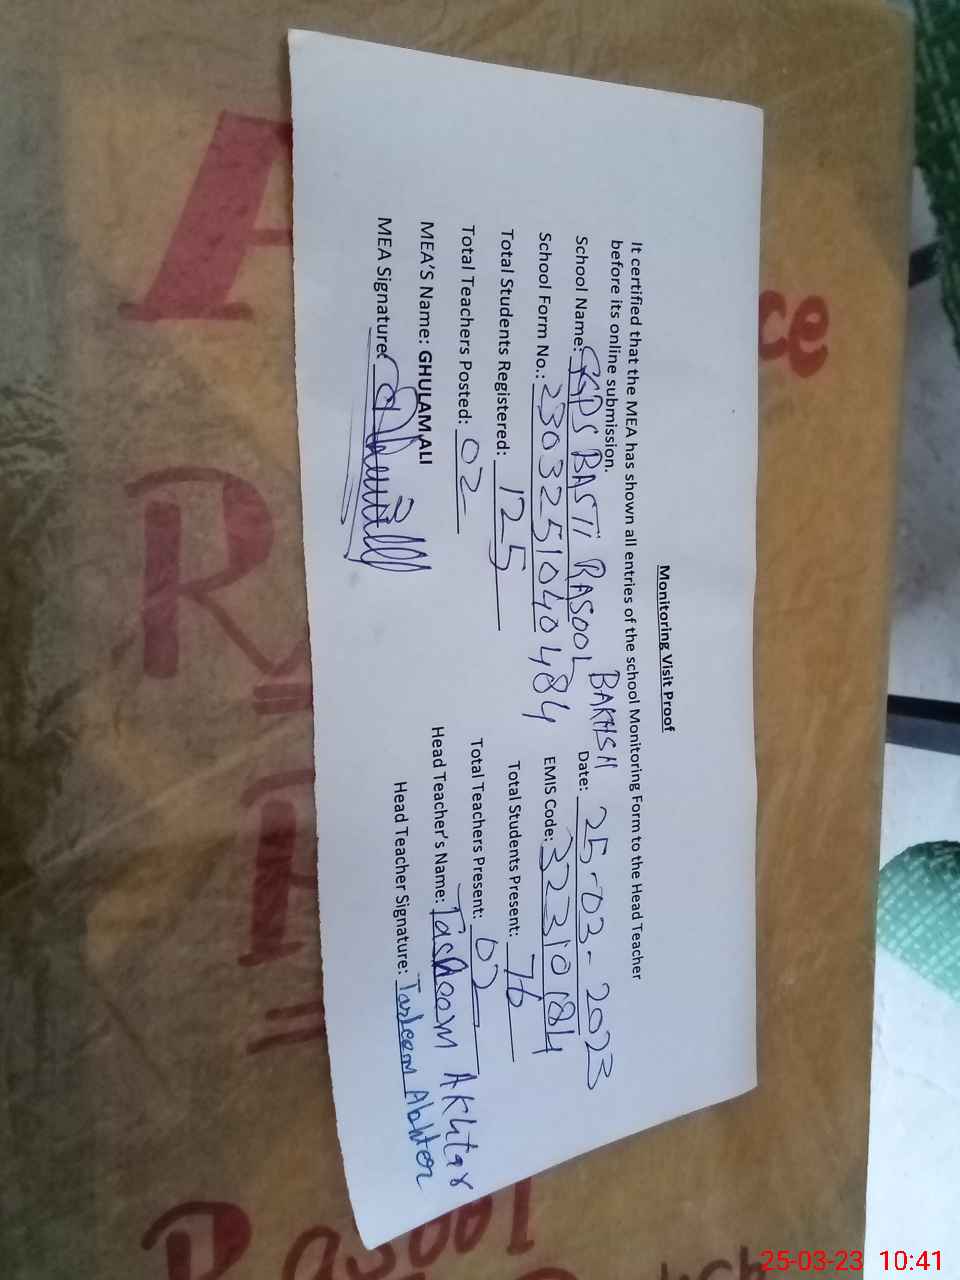 Monitoring Visit Proof
It certified that the MEA has shown all entries of the school Monitoring Form to the Head Teacher
before its online submission.
School Name: GGPS BASTI RASOOL BAKHSH Date: 25-03-2023
School Form No.: 2303251040484 EMIS Code: 32310184
Total Students Registered: 125 Total Students Present: 76
Total Teachers Posted: 02 Total Teachers Present: 02
MEA'S Name: GHULAM ALI Head Teacher's Name: Tasleem Akhtar
MEA Signature: Head Teacher Signature: Tasleem Akhter
ce
A
R
25-03-23 10:41